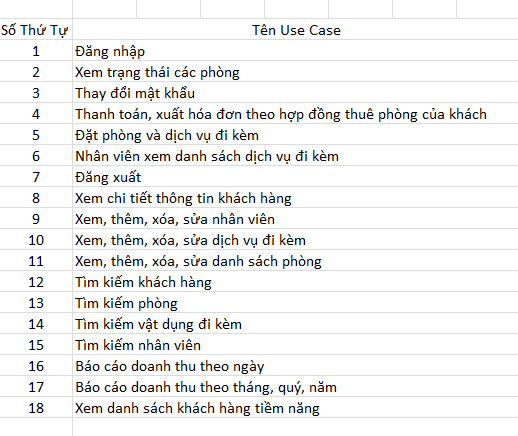 Số Thứ Tự Tên Use Case
1 Đăng nhập
2 Xem trạng thái các phòng
3 Thay đổi mật khẩu
4 Thanh toán, xuất hóa đơn theo hợp đồng thuê phòng của khách
5 Đặt phòng và dịch vụ đi kèm
6 Nhân viên xem danh sách dịch vụ đi kèm
7 Đăng xuất
8 Xem chi tiết thông tin khách hàng
9 Xem, thêm, xóa, sửa nhân viên
10 Xem, thêm, xóa, sửa dịch vụ đi kèm
11 Xem, thêm, xóa, sửa danh sách phòng
12 Tìm kiếm khách hàng
13 Tìm kiếm phòng
14 Tìm kiếm vật dụng đi kèm
15 Tìm kiếm nhân viên
16 Báo cáo doanh thu theo ngày
17 Báo cáo doanh thu theo tháng, quý, năm
18 Xem danh sách khách hàng tiềm năng